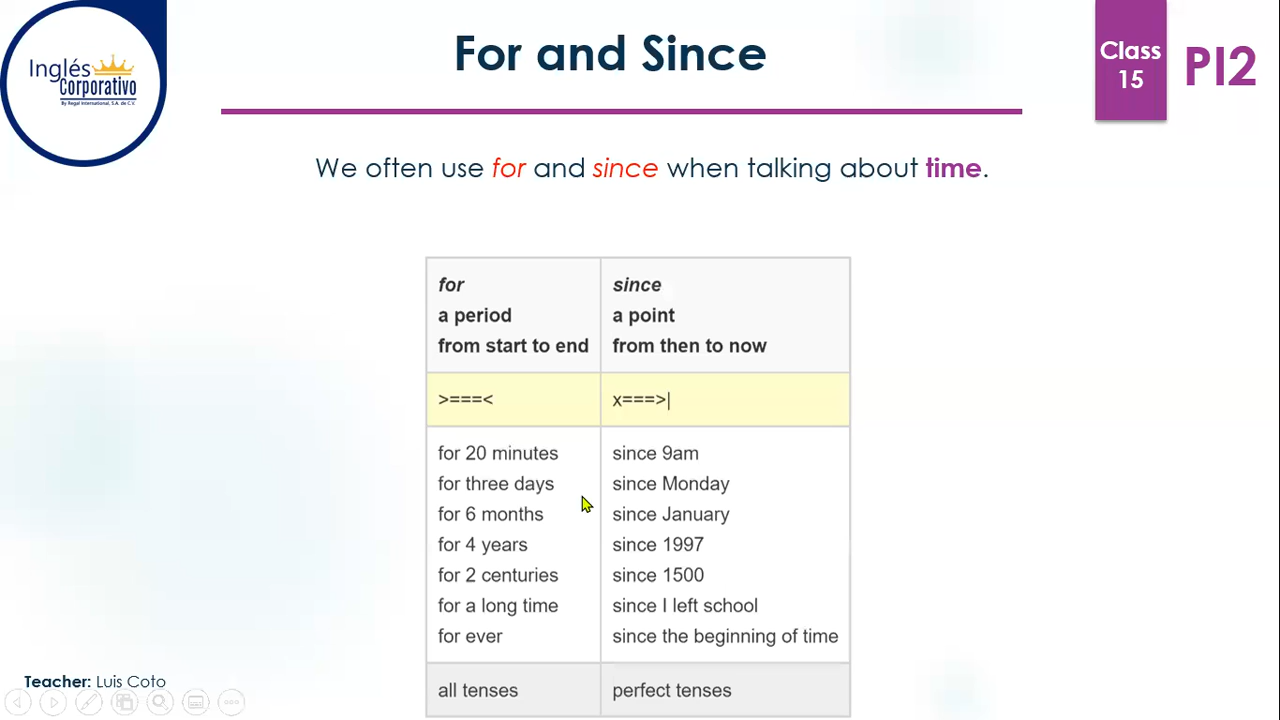 Inglés
Corporativo
By Regal International, S.A. de C.V.
For and Since
Class
15
PI2
We often use for and since when talking about time.
for
a period
from start to end
since
a point
from then to now
>===<
x===>|
for 20 minutes
for three days
for 6 months
for 4 years
for 2 centuries
for a long time
for ever
since 9am
since Monday
since January
since 1997
since 1500
since I left school
since the beginning of time
all tenses
perfect tenses
Teacher: Luis Coto